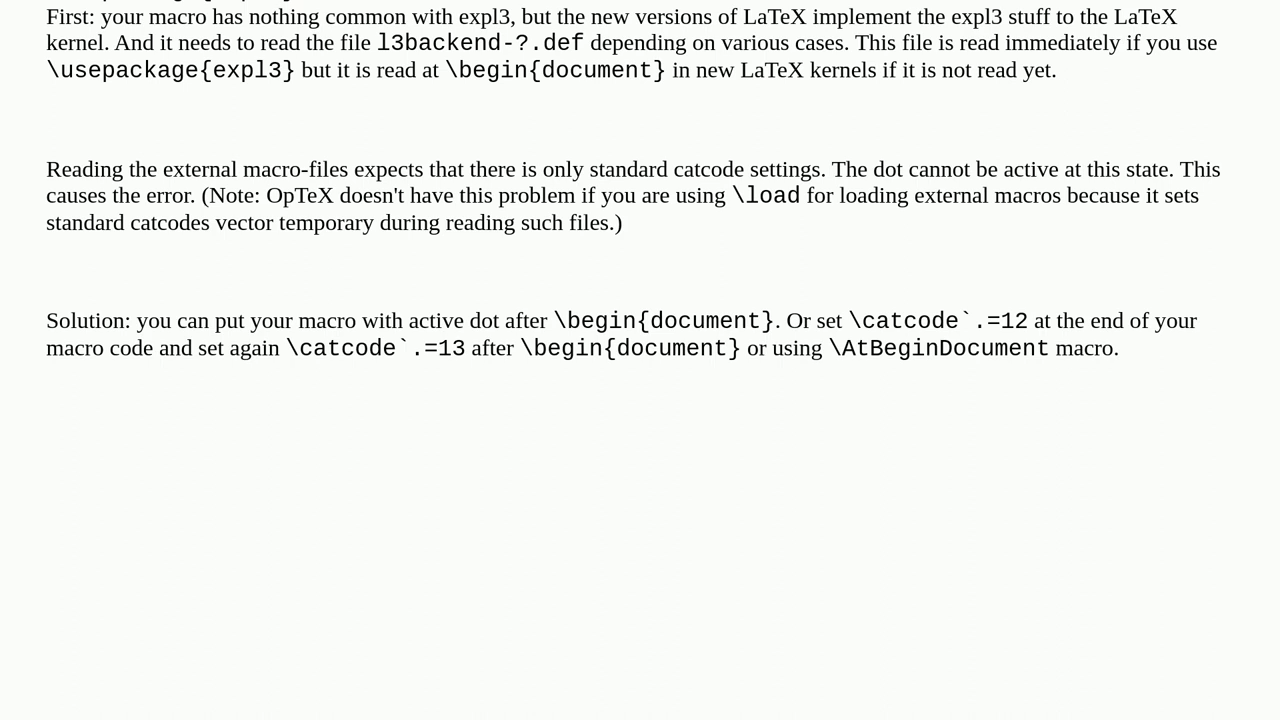 First: your macro has nothing common with expl3, but the new versions of LaTeX implement the expl3 stuff to the LaTeX
kernel. And it needs to read the file l3backend-?.def depending on various cases. This file is read immediately if you use
\usepackage{expl3} but it is read at \begin{document} in new LaTeX kernels if it is not read yet.
Reading the external macro-files expects that there is only standard catcode settings. The dot cannot be active at this state. This
causes the error. (Note: OpTeX doesn't have this problem if you are using \load for loading external macros because it sets
standard catcodes vector temporary during reading such files.)
Solution: you can put your macro with active dot after \begin{document}. Or set \catcode`.=12 at the end of your
macro code and set again \catcode`.=13 after \begin{document} or using \AtBeginDocument macro.